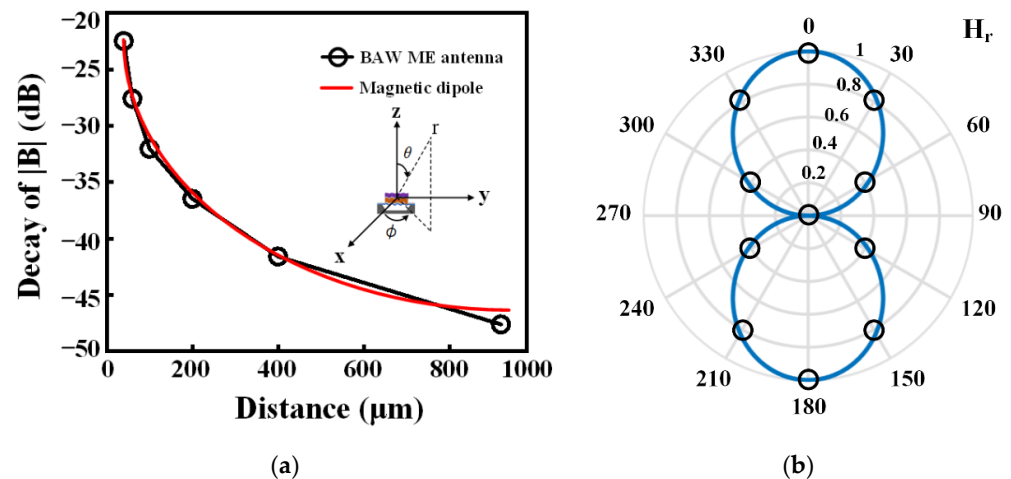 −20
−25
−30
−35
−40
−45
−50
Decay of |B| (dB)
BAW ME antenna
Magnetic dipole
z
r
θ
y
ϕ
x
0
200
400
600
800
1000
Distance (μm)
(a)
H_r
0
30
60
90
120
150
180
210
240
270
300
330
1
0.8
0.6
0.4
0.2
(b)